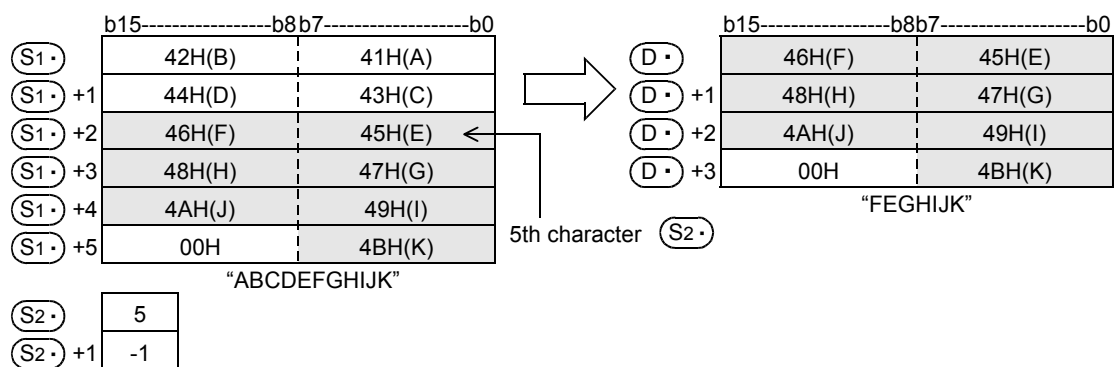 b15------------------b8 b7--------------------b0
S1· 42H(B) 41H(A)
S1· +1 44H(D) 43H(C)
S1· +2 46H(F) 45H(E)
S1· +3 48H(H) 47H(G)
S1· +4 4AH(J) 49H(I)
S1· +5 00H 4BH(K)
“ABCDEFGHIJK”
5th character S2·
S2· 5
S2· +1 -1
b15------------------b8b7--------------------b0
D· 46H(F) 45H(E)
D· +1 48H(H) 47H(G)
D· +2 4AH(J) 49H(I)
D· +3 00H 4BH(K)
“FEGHIJK”